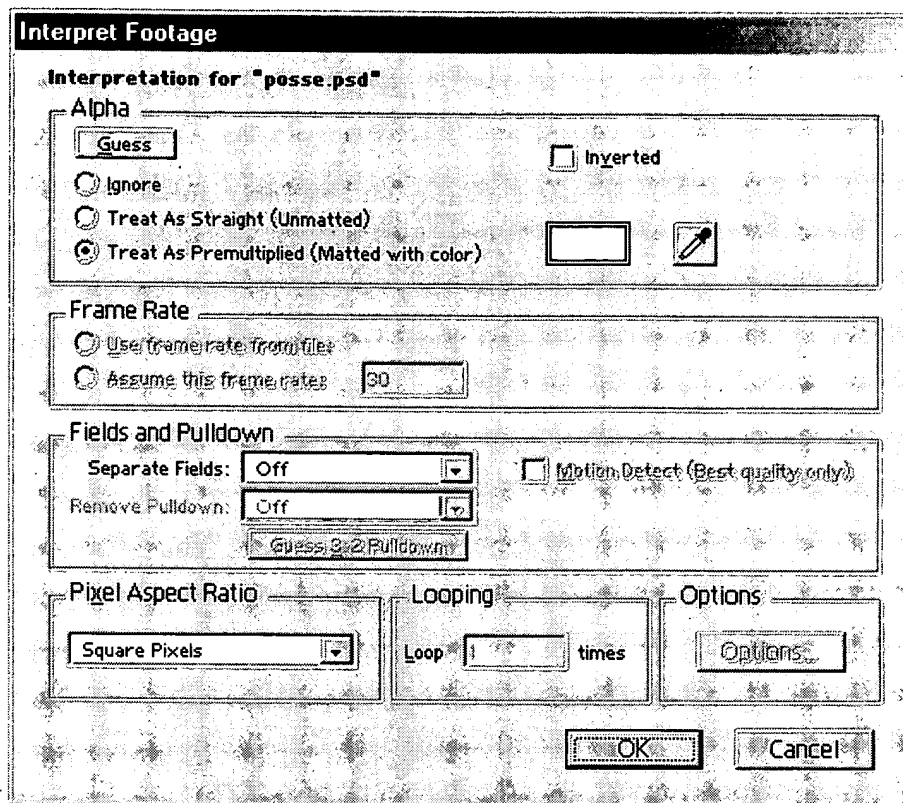 Interpret Footage
Interpretation for "posse.psd"
Alpha
Guess
Inverted
Ignore
Treat As Straight (Unmatted)
Treat As Premultiplied (Matted with color)
Frame Rate
Use frame rate from file:
Assume this frame rate: 30
Fields and Pulldown
Separate Fields: Off
Motion Detect (Best quality only)
Remove Pulldown: Off
Guess 3:2 Pulldown
Pixel Aspect Ratio
Square Pixels
Looping
Loop 1 times
Options
Options...
OK Cancel